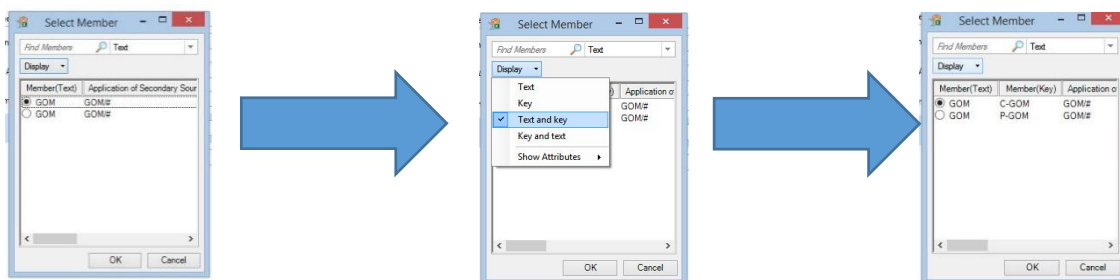 Select Member
Find Members Text
Display
Member(Text) Application of Secondary Sour
GOM GOM/#
GOM GOM/#
OK Cancel
Select Member
Find Members Text
Display
Text
Key
Text and key
Key and text
Show Attributes
) Application o
GOM/#
GOM/#
OK Cancel
Select Member
Find Members Text
Display
Member(Text) Member(Key) Application o
GOM C-GOM GOM/#
GOM P-GOM GOM/#
OK Cancel